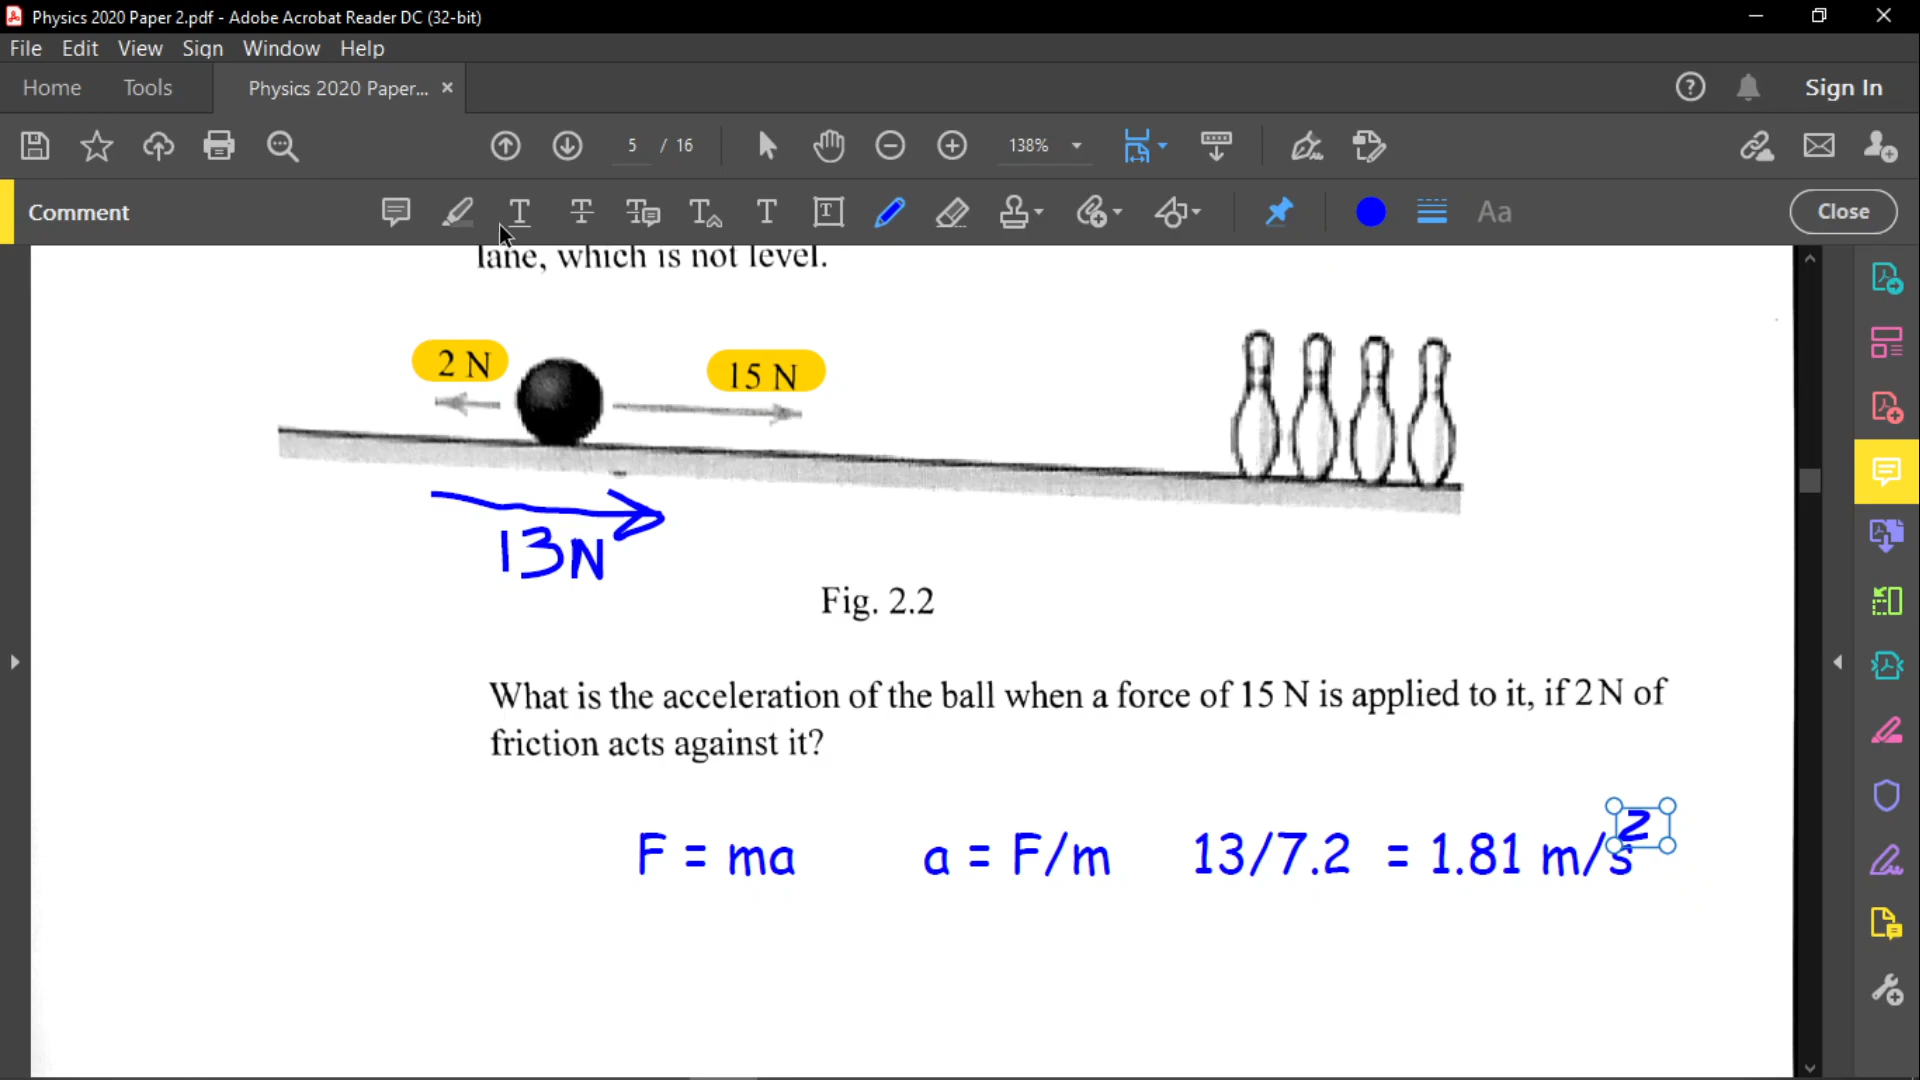 Physics 2020 Paper 2.pdf - Adobe Acrobat Reader DC (32-bit)
File Edit View Sign Window Help
Home Tools Physics 2020 Paper... × Sign In
5 / 16 138%
Comment Aa Close
lane, which is not level.
2 N
15 N
13N
Fig. 2.2
What is the acceleration of the ball when a force of 15 N is applied to it, if 2 N of
friction acts against it?
F = ma a = F/m 13/7.2 = 1.81 m/s²